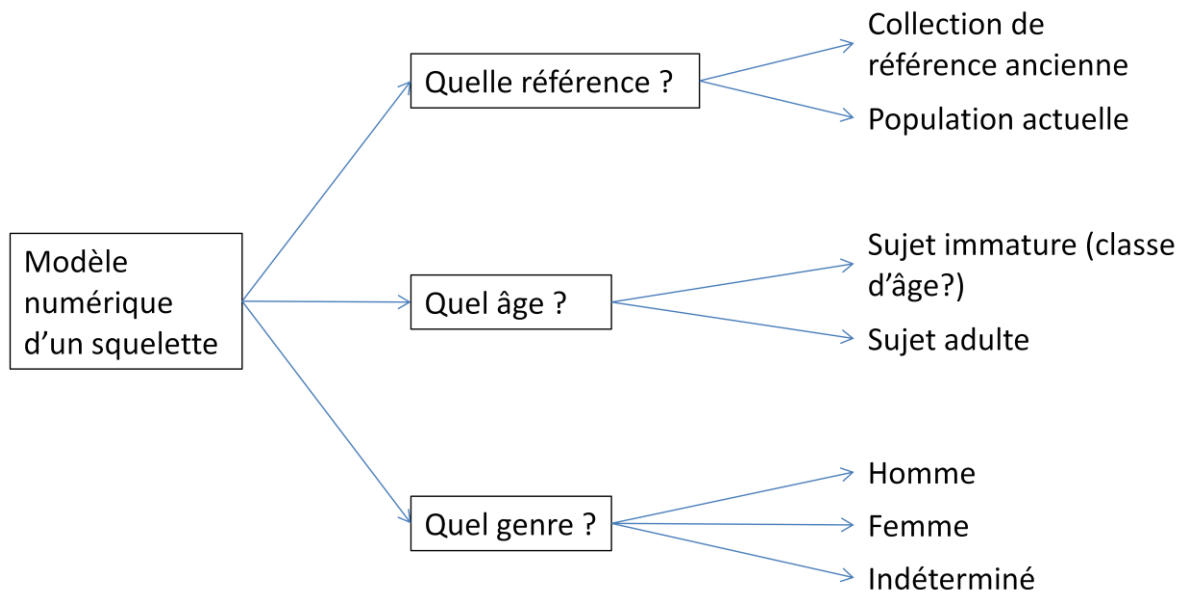 Modèle
numérique
d’un squelette
Quelle référence ?
Collection de
référence ancienne
Population actuelle
Quel âge ?
Sujet immature (classe
d’âge?)
Sujet adulte
Quel genre ?
Homme
Femme
Indéterminé